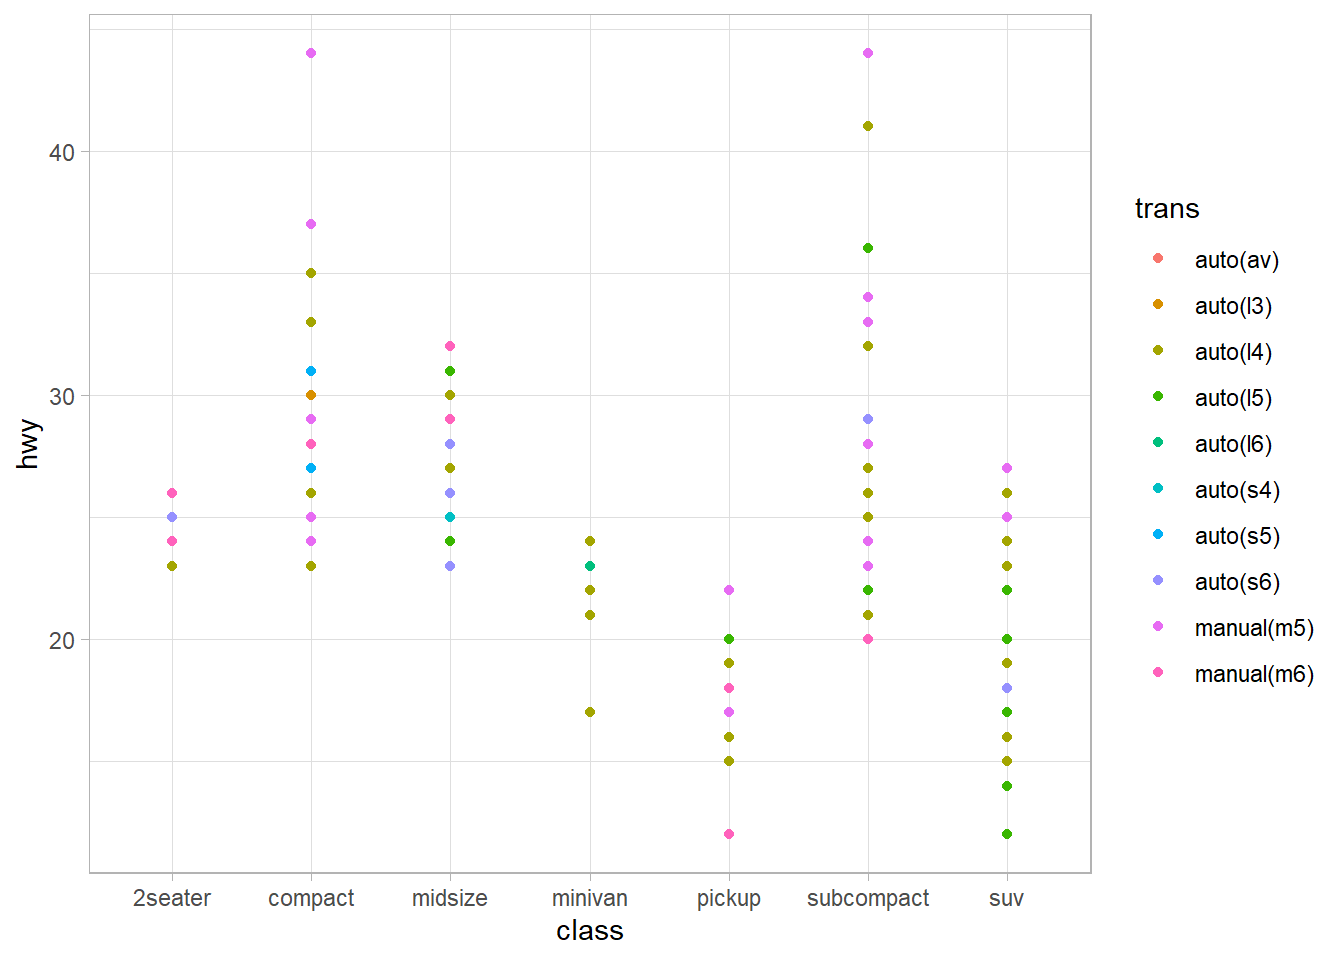 hwy
40
30
20
2seater compact midsize minivan pickup subcompact suv
class
trans
auto(av)
auto(l3)
auto(l4)
auto(l5)
auto(l6)
auto(s4)
auto(s5)
auto(s6)
manual(m5)
manual(m6)